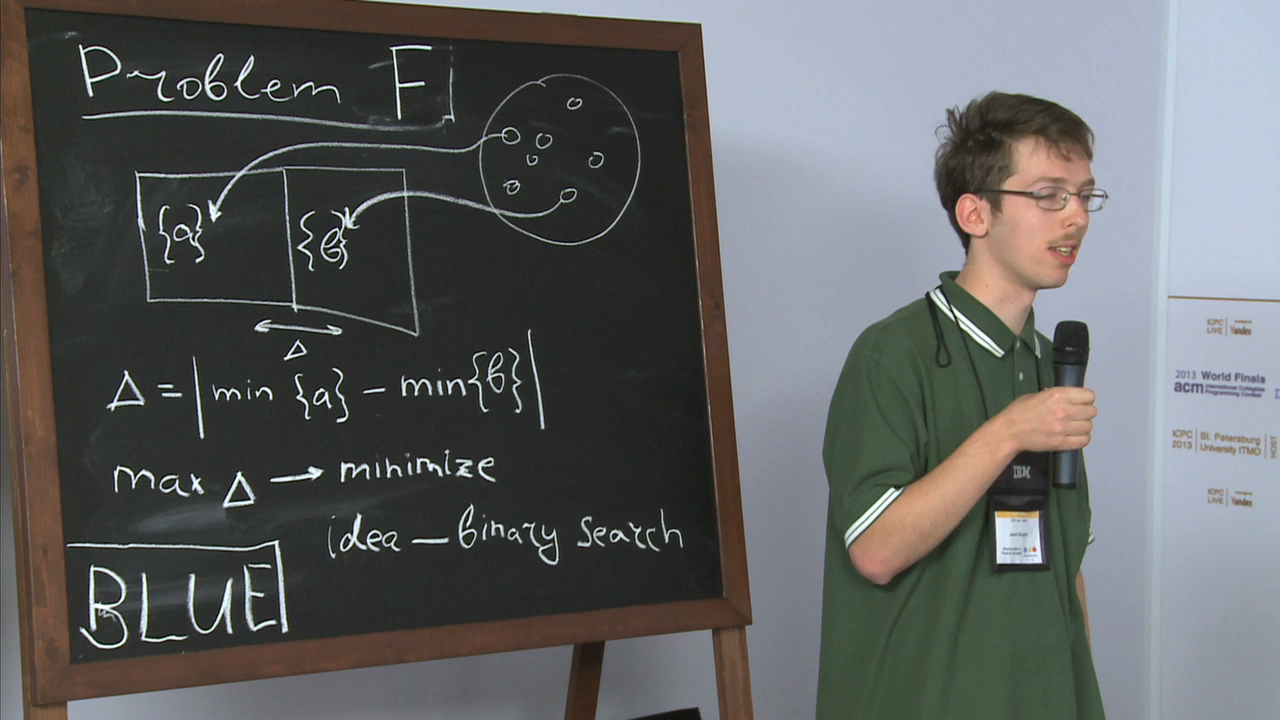 Problem F
{a} {b}
Δ
Δ = | min {a} - min{b} |
max Δ → minimize
idea — binary search
BLUE
IBM
ICPC LIVE Yandex
2013 World Finals
acm International Collegiate Programming Contest
ICPC 2013 St. Petersburg University ITMO HOST
ICPC LIVE Yandex